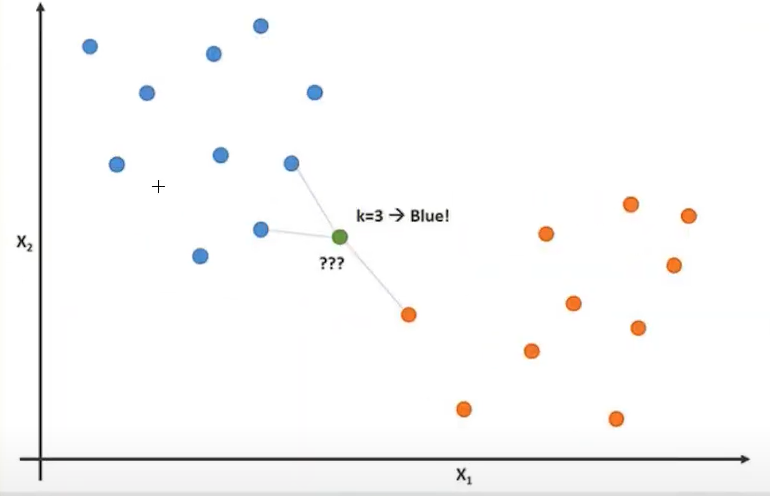 k=3 → Blue!
X₂
???
X₁